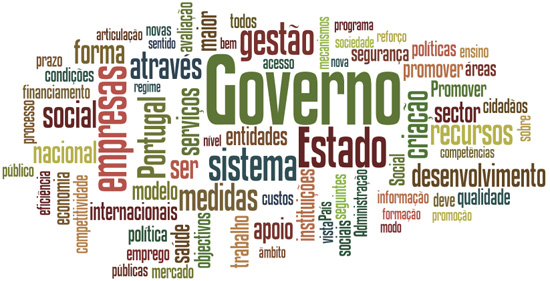 articulação
novas
sentido
avaliação
maior
todos
bem
gestão
acesso
mecanismos
programa
sociedade
nova
reforço
segurança
políticas
ensino
promover
áreas
prazo
forma
condições
financiamento
processo
social
empresas
através
regime
Portugal
serviços
Governo
nível
entidades
Estado
criação
Promover
sector
cidadãos
recursos
sobre
competências
nacional
público
eficiência
economia
competitividade
ser
modelo
sistema
medidas
custos
instituições
Social
desenvolvimento
internacionais
política
emprego
públicas
mercado
saúde
objectivos
trabalho
apoio
âmbito
vista
País
sociais
seguintes
Administração
informação
formação
modo
deve
qualidade
promoção